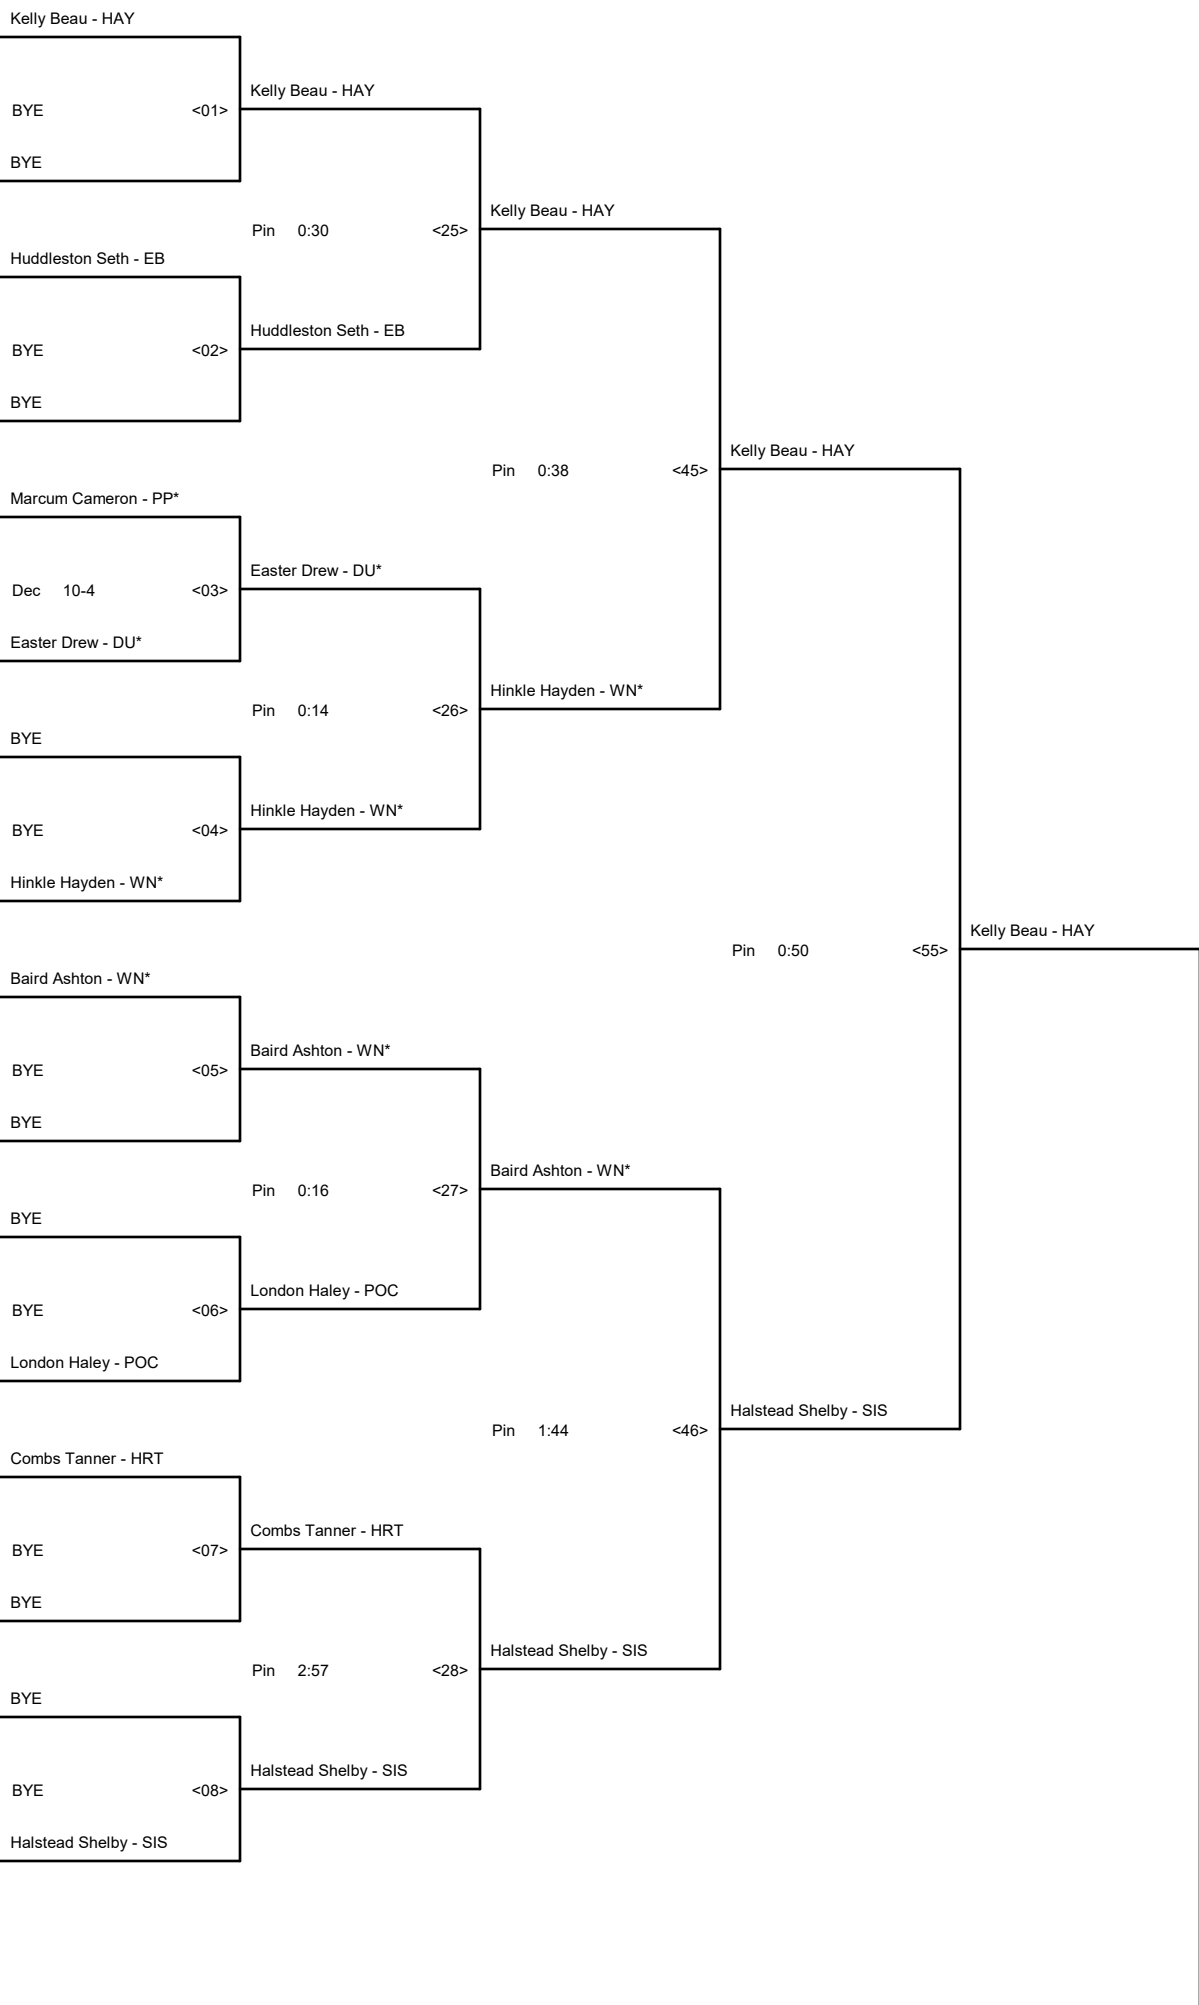 Kelly Beau - HAY
Kelly Beau - HAY
BYE <01>
BYE
Kelly Beau - HAY
Pin 0:30 <25>
Huddleston Seth - EB
Huddleston Seth - EB
BYE <02>
BYE
Kelly Beau - HAY
Pin 0:38 <45>
Marcum Cameron - PP*
Easter Drew - DU*
Dec 10-4 <03>
Easter Drew - DU*
Hinkle Hayden - WN*
Pin 0:14 <26>
BYE
Hinkle Hayden - WN*
BYE <04>
Hinkle Hayden - WN*
Kelly Beau - HAY
Pin 0:50 <55>
Baird Ashton - WN*
Baird Ashton - WN*
BYE <05>
BYE
Baird Ashton - WN*
Pin 0:16 <27>
BYE
London Haley - POC
BYE <06>
London Haley - POC
Halstead Shelby - SIS
Pin 1:44 <46>
Combs Tanner - HRT
Combs Tanner - HRT
BYE <07>
BYE
Halstead Shelby - SIS
Pin 2:57 <28>
BYE
Halstead Shelby - SIS
BYE <08>
Halstead Shelby - SIS